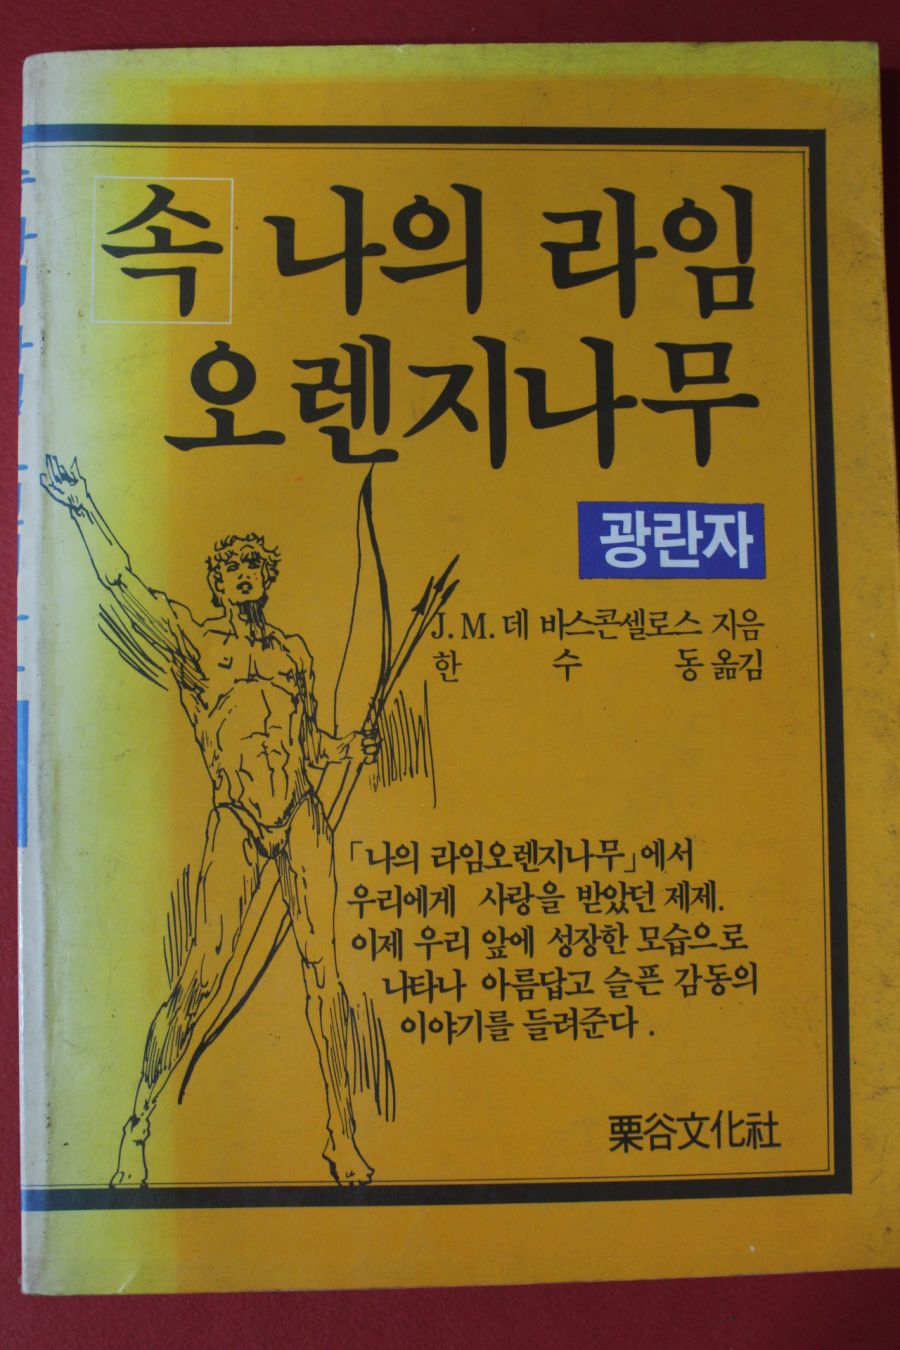 속 나의 라임
오렌지나무
광란자
J. M. 데 바스콘셀로스 지음
한 수 동 옮김
「나의 라임오렌지나무」에서
우리에게 사랑을 받았던 제제.
이제 우리 앞에 성장한 모습으로
나타나 아름답고 슬픈 감동의
이야기를 들려준다.
栗谷文化社